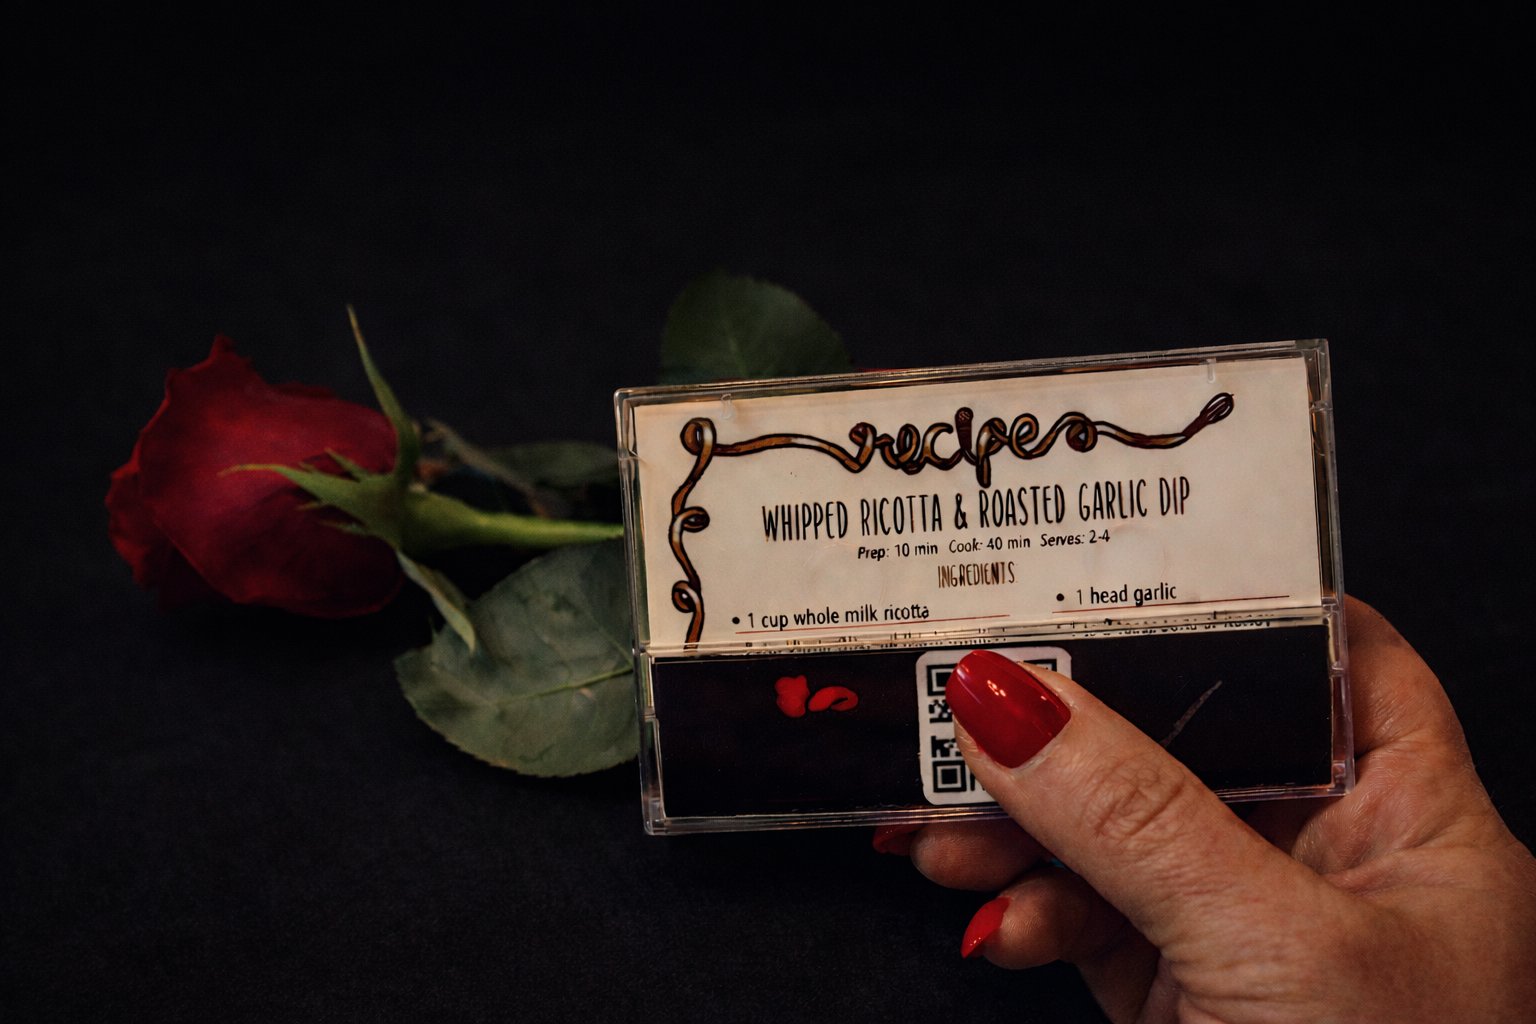 recipe
WHIPPED RICOTTA & ROASTED GARLIC DIP
Prep: 10 min Cook: 40 min Serves: 2-4
INGREDIENTS
• 1 cup whole milk ricotta
• 1 head garlic